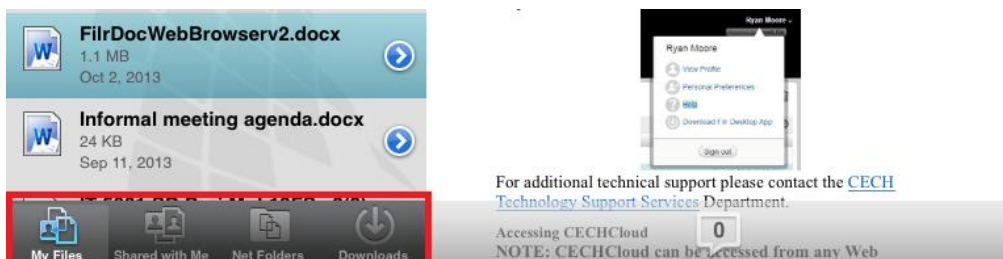 FilrDocWebBrowserv2.docx
1.1 MB
Oct 2, 2013
Informal meeting agenda.docx
24 KB
Sep 11, 2013
My Files
Shared with Me
Net Folders
Downloads
Ryan Moore
Ryan Moore
View Profile
Personal Preferences
Help
Download Filr Desktop App
Sign out
For additional technical support please contact the CECH
Technology Support Services Department.
Accessing CECHCloud
0
NOTE: CECHCloud can be accessed from any Web